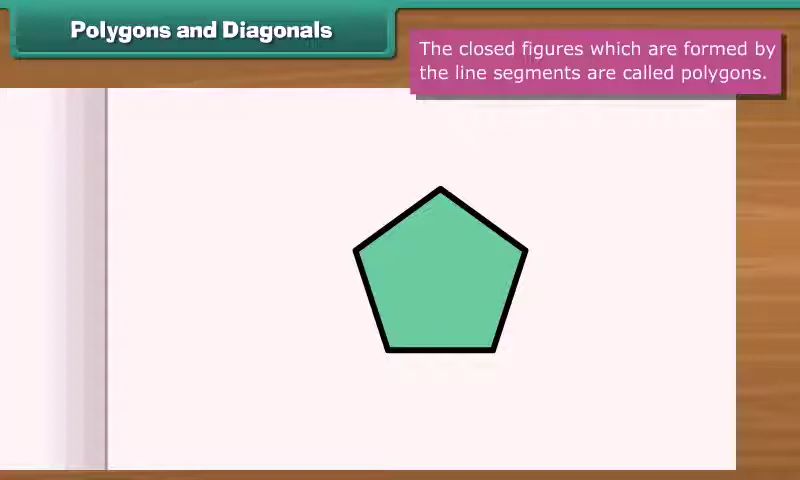 Polygons and Diagonals
The closed figures which are formed by
the line segments are called polygons.